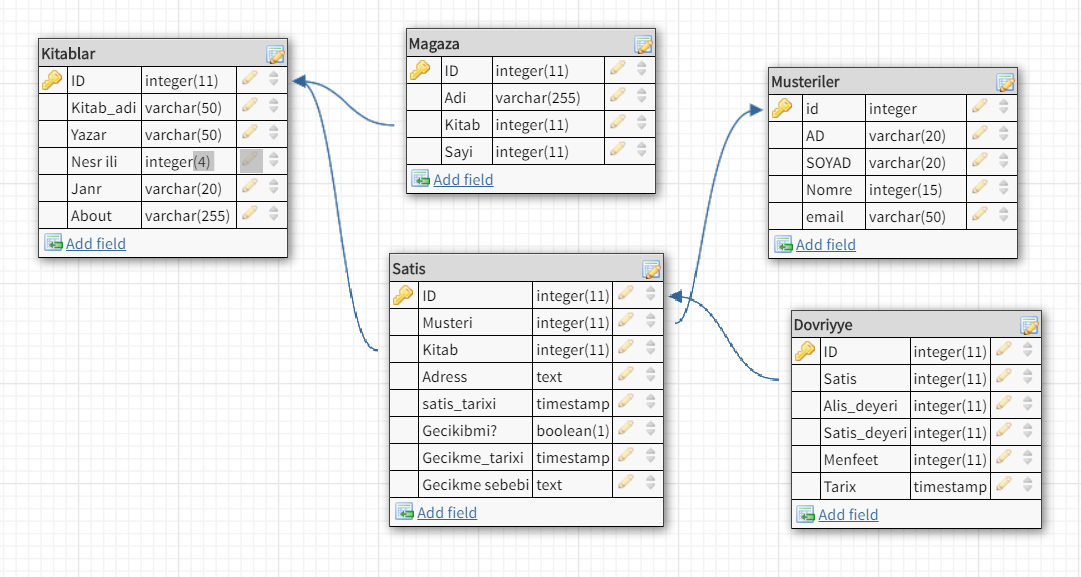 Kitablar
ID integer(11)
Kitab_adi varchar(50)
Yazar varchar(50)
Nesr ili integer(4)
Janr varchar(20)
About varchar(255)
Add field
Magaza
ID integer(11)
Adi varchar(255)
Kitab integer(11)
Sayi integer(11)
Add field
Musteriler
id integer
AD varchar(20)
SOYAD varchar(20)
Nomre integer(15)
email varchar(50)
Add field
Satis
ID integer(11)
Musteri integer(11)
Kitab integer(11)
Adress text
satis_tarixi timestamp
Gecikibmi? boolean(1)
Gecikme_tarixi timestamp
Gecikme sebebi text
Add field
Dovriyye
ID integer(11)
Satis integer(11)
Alis_deyeri integer(11)
Satis_deyeri integer(11)
Menfeet integer(11)
Tarix timestamp
Add field